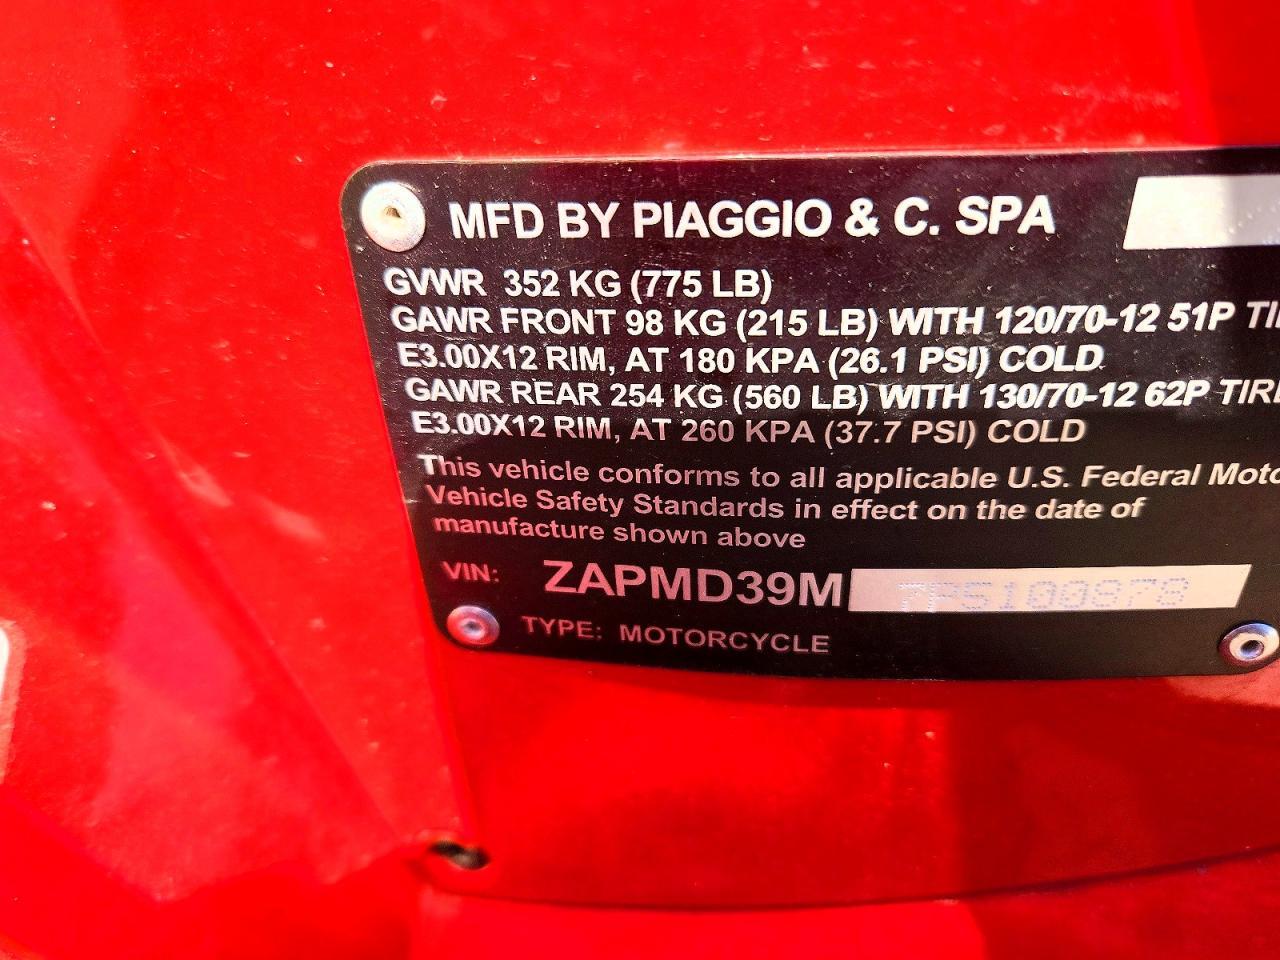 MFD BY PIAGGIO & C. SPA
GVWR 352 KG (775 LB)
GAWR FRONT 98 KG (215 LB) WITH 120/70-12 51P TI
E3.00X12 RIM, AT 180 KPA (26.1 PSI) COLD
GAWR REAR 254 KG (560 LB) WITH 130/70-12 62P TIRE
E3.00X12 RIM, AT 260 KPA (37.7 PSI) COLD
This vehicle conforms to all applicable U.S. Federal Moto
Vehicle Safety Standards in effect on the date of
manufacture shown above
VIN: ZAPMD39M
TYPE: MOTORCYCLE